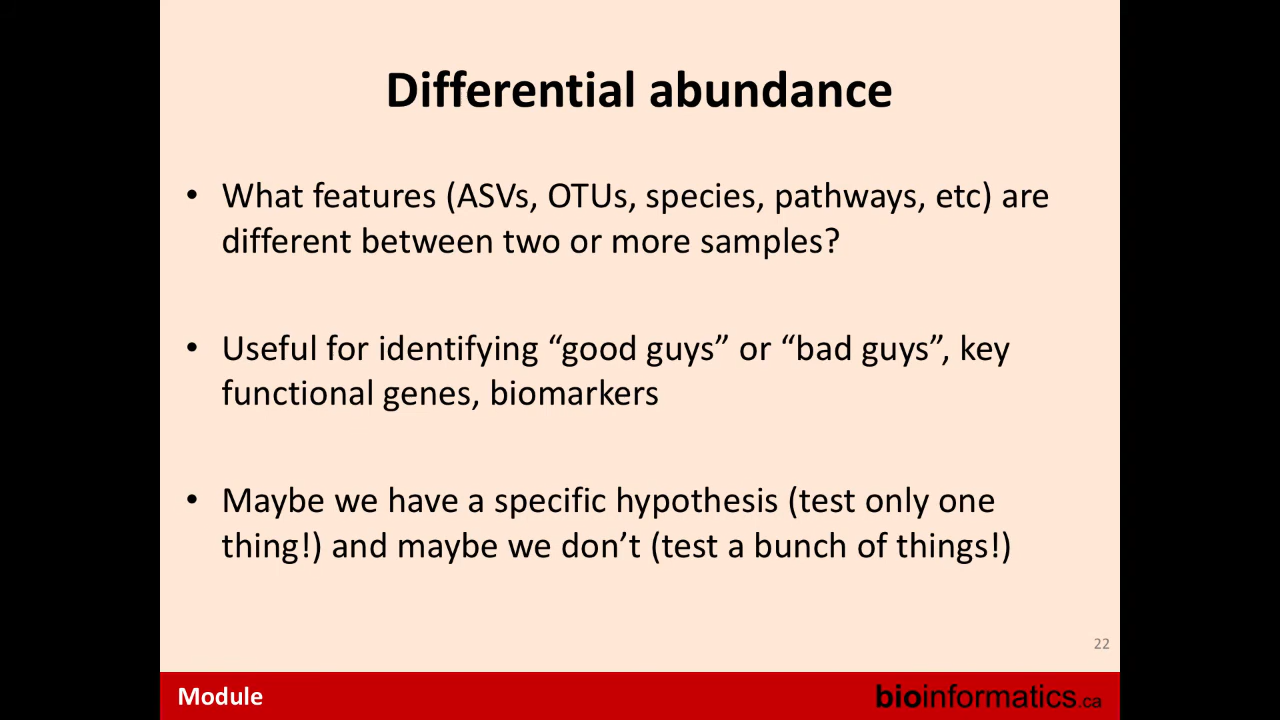 Differential abundance
• What features (ASVs, OTUs, species, pathways, etc) are
different between two or more samples?
• Useful for identifying “good guys” or “bad guys”, key
functional genes, biomarkers
• Maybe we have a specific hypothesis (test only one
thing!) and maybe we don’t (test a bunch of things!)
22
Module
bioinformatics.ca